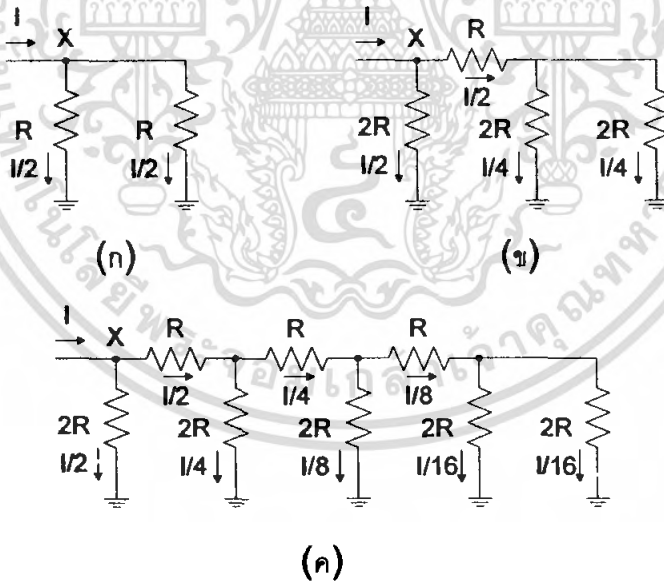 I I
X X R
I/2
R R 2R 2R 2R
I/2 I/2 I/2 I/4 I/4
(ก) (ข)
I
X R R R
I/2 I/4 I/8
2R 2R 2R 2R 2R
I/2 I/4 I/8 I/16 I/16
(ค)